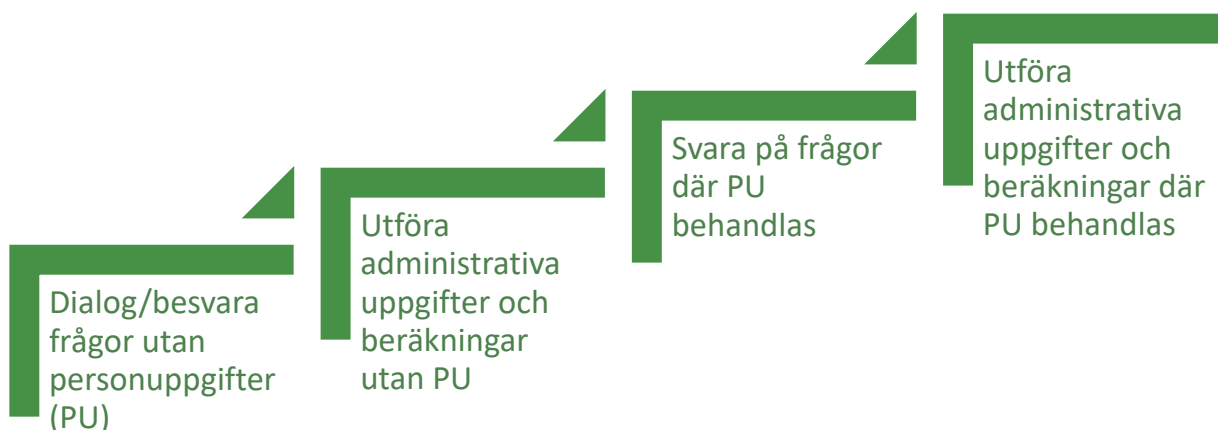 Dialog/besvara
frågor utan
personuppgifter
(PU)
Utföra
administrativa
uppgifter och
beräkningar
utan PU
Svara på frågor
där PU
behandlas
Utföra
administrativa
uppgifter och
beräkningar där
PU behandlas